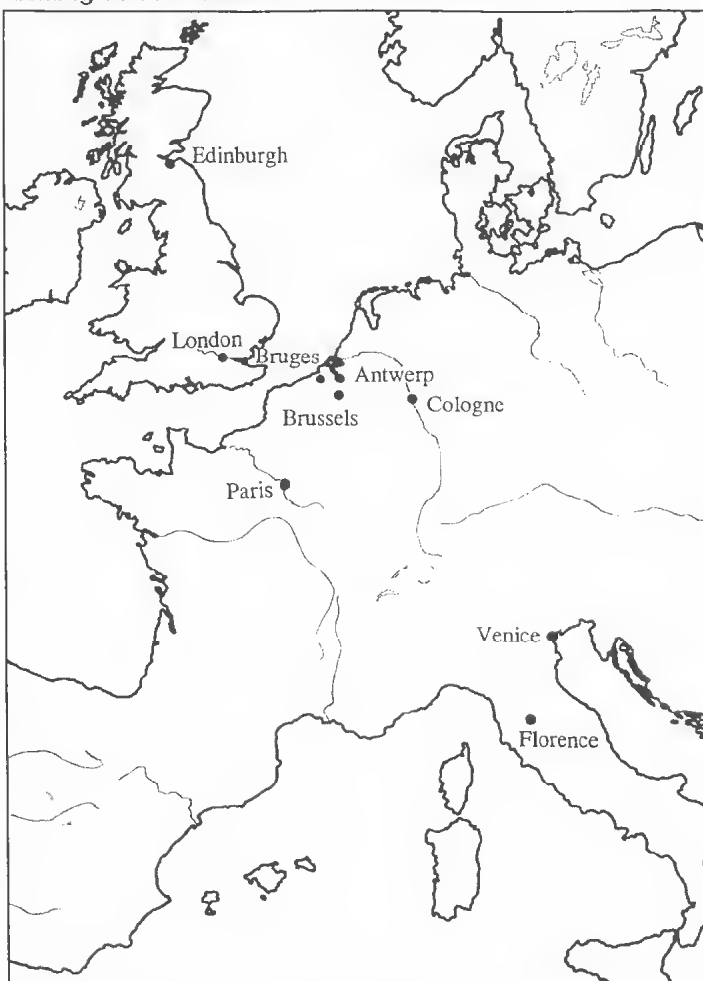 Edinburgh
London
Bruges
Antwerp
Brussels
Cologne
Paris
Venice
Florence